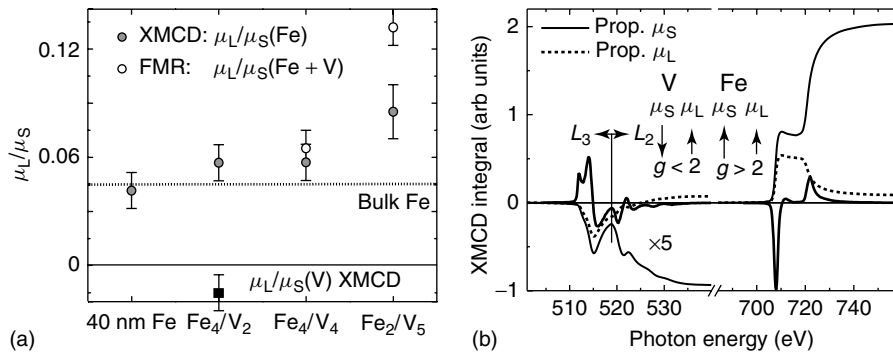 0.12
0.06
0
μL/μS
XMCD: μL/μS(Fe)
FMR: μL/μS(Fe + V)
Bulk Fe
μL/μS(V) XMCD
40 nm Fe Fe4/V2 Fe4/V4 Fe2/V5
(a)
2
1
0
−1
XMCD integral (arb units)
Prop. μS
Prop. μL
V Fe
μS μL μS μL
L3 L2
g < 2 g > 2
×5
510 520 530 700 720 740
Photon energy (eV)
(b)